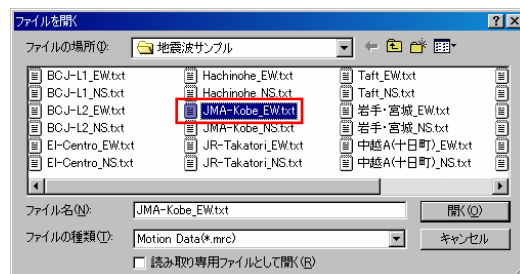 ファイルを開く
ファイルの場所(I):
地震波サンプル
BCJ-L1_EW.txt
BCJ-L1_NS.txt
BCJ-L2_EW.txt
BCJ-L2_NS.txt
El-Centro_EW.txt
El-Centro_NS.txt
Hachinohe_EW.txt
Hachinohe_NS.txt
JMA-Kobe_EW.txt
JMA-Kobe_NS.txt
JR-Takatori_EW.txt
JR-Takatori_NS.txt
Taft_EW.txt
Taft_NS.txt
岩手・宮城_EW.txt
岩手・宮城_NS.txt
中越A(十日町)_EW.txt
中越A(十日町)_NS.txt
ファイル名(N):
JMA-Kobe_EW.txt
開く(O)
ファイルの種類(T):
Motion Data(*.mrc)
キャンセル
読み取り専用ファイルとして開く(R)